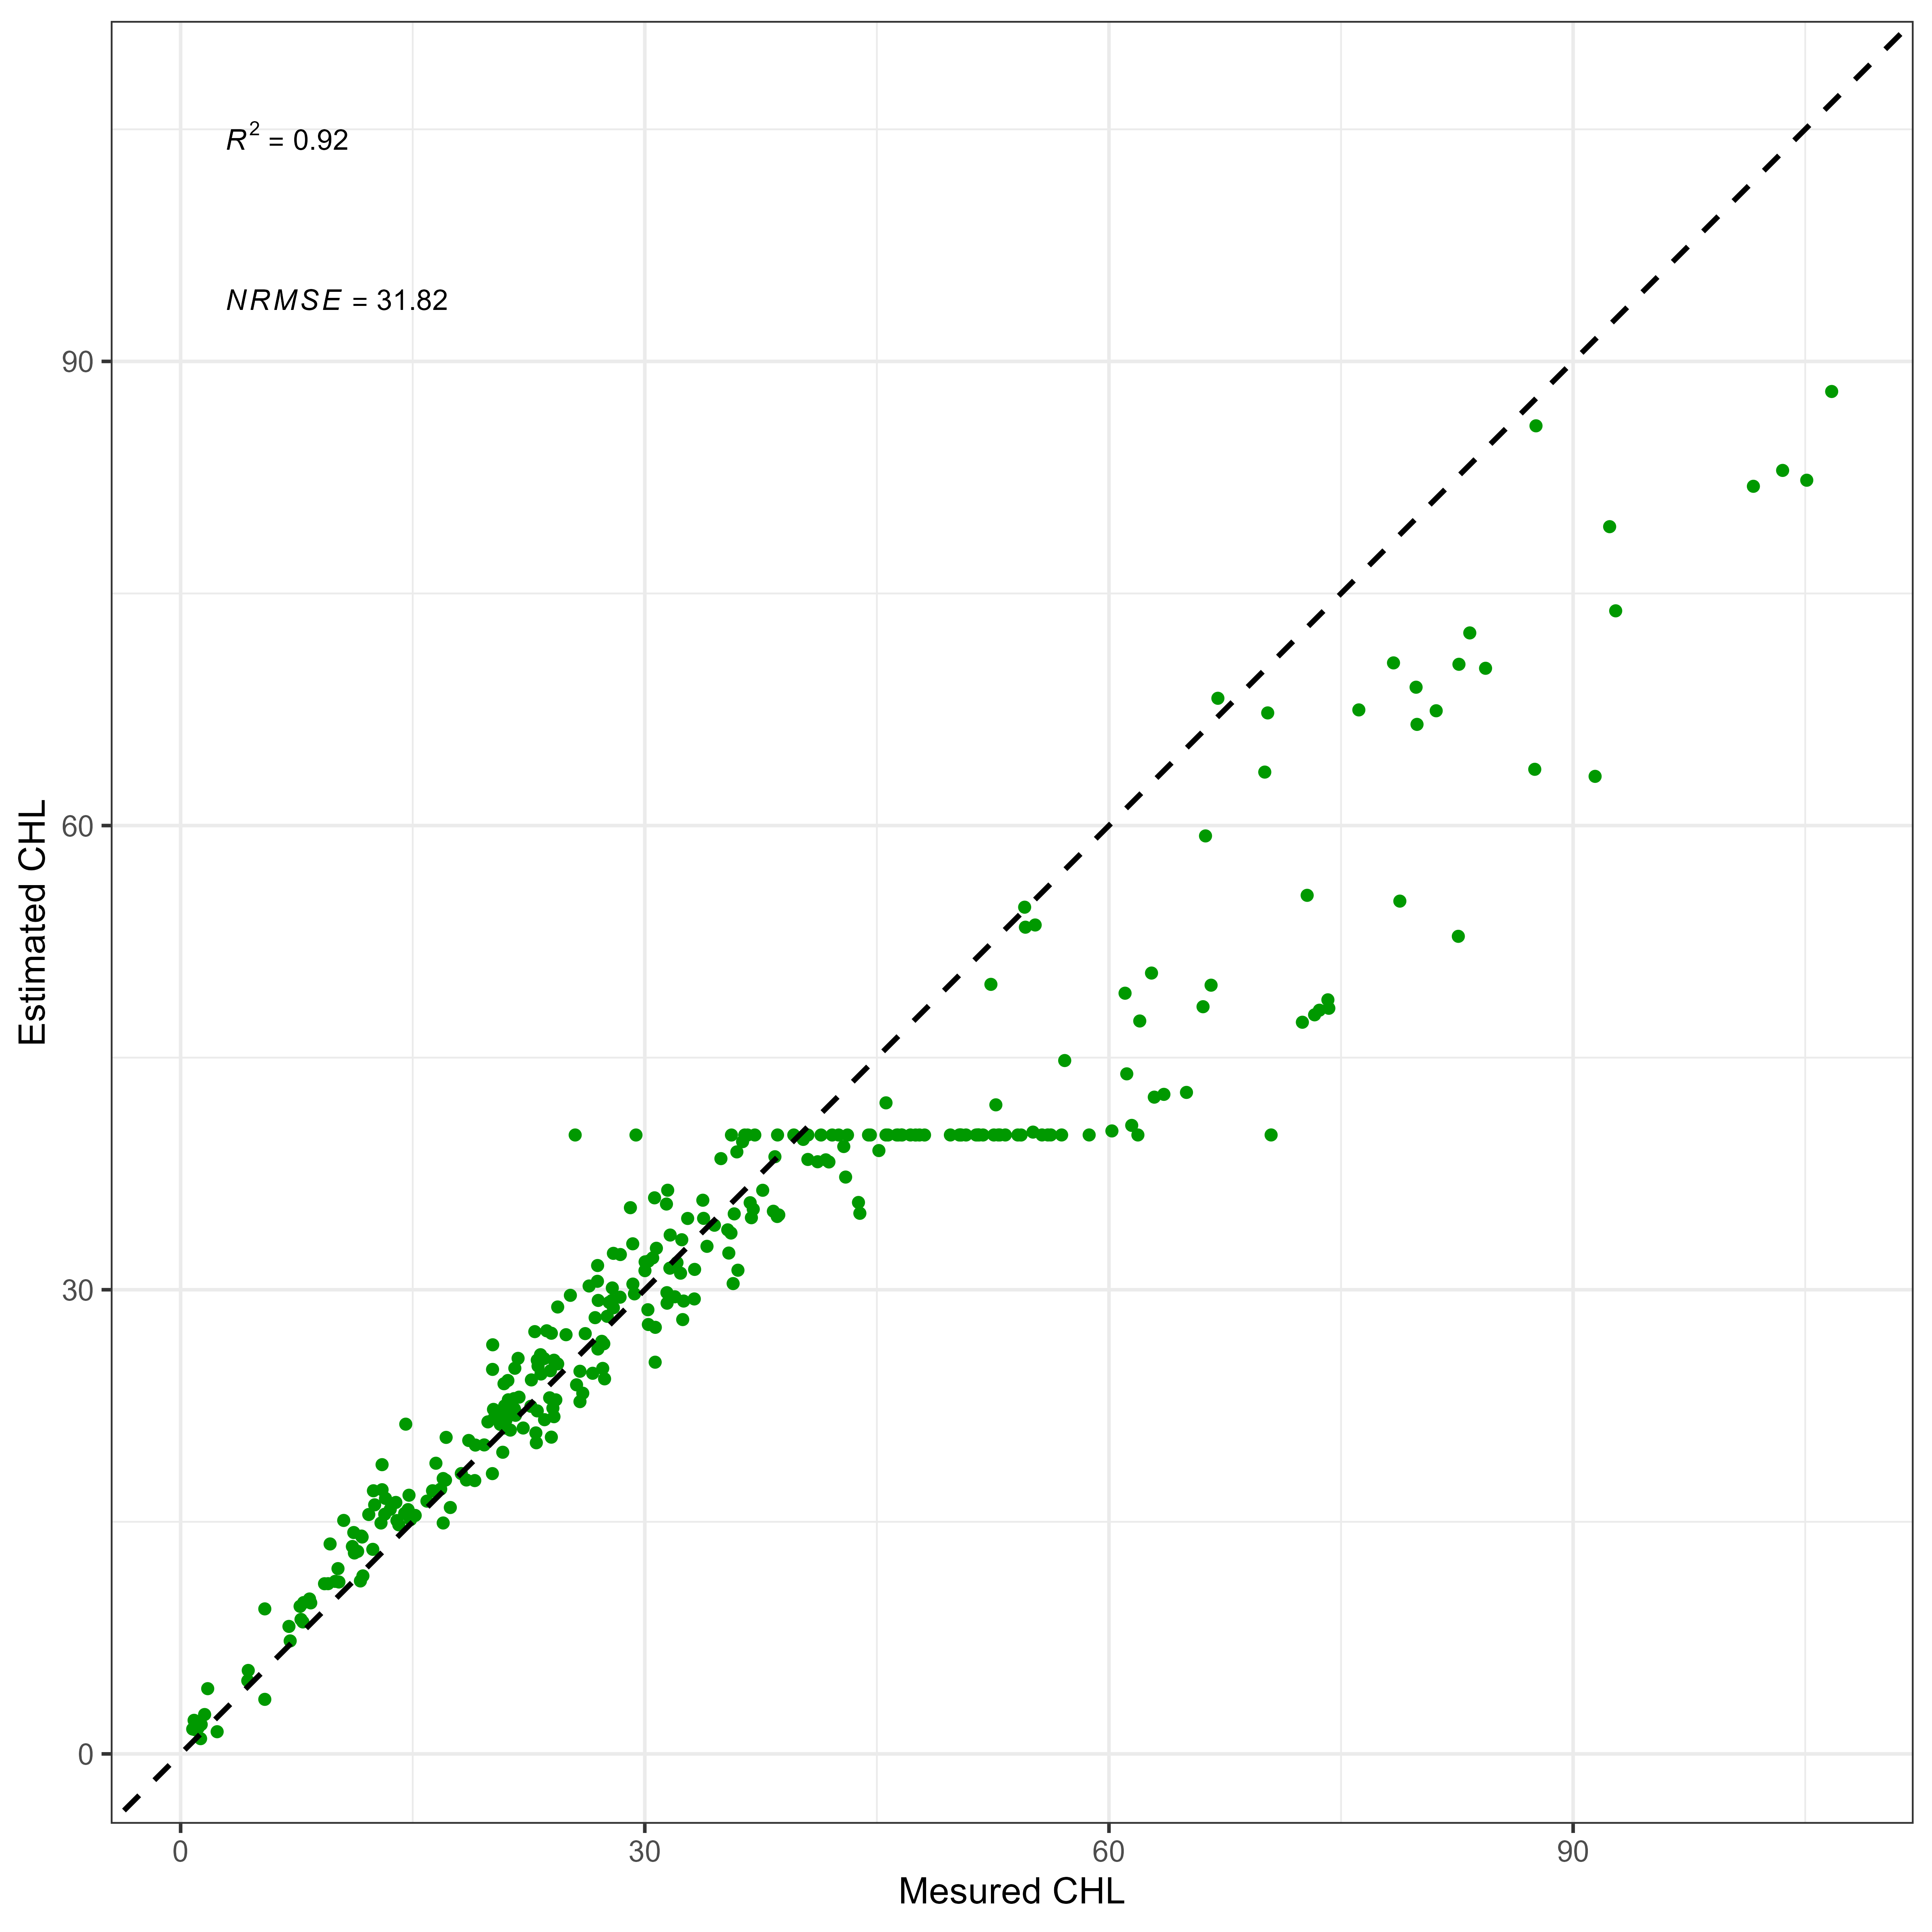 R² = 0.92
NRMSE = 31.82
90
60
30
0
Estimated CHL
0 30 60 90
Mesured CHL